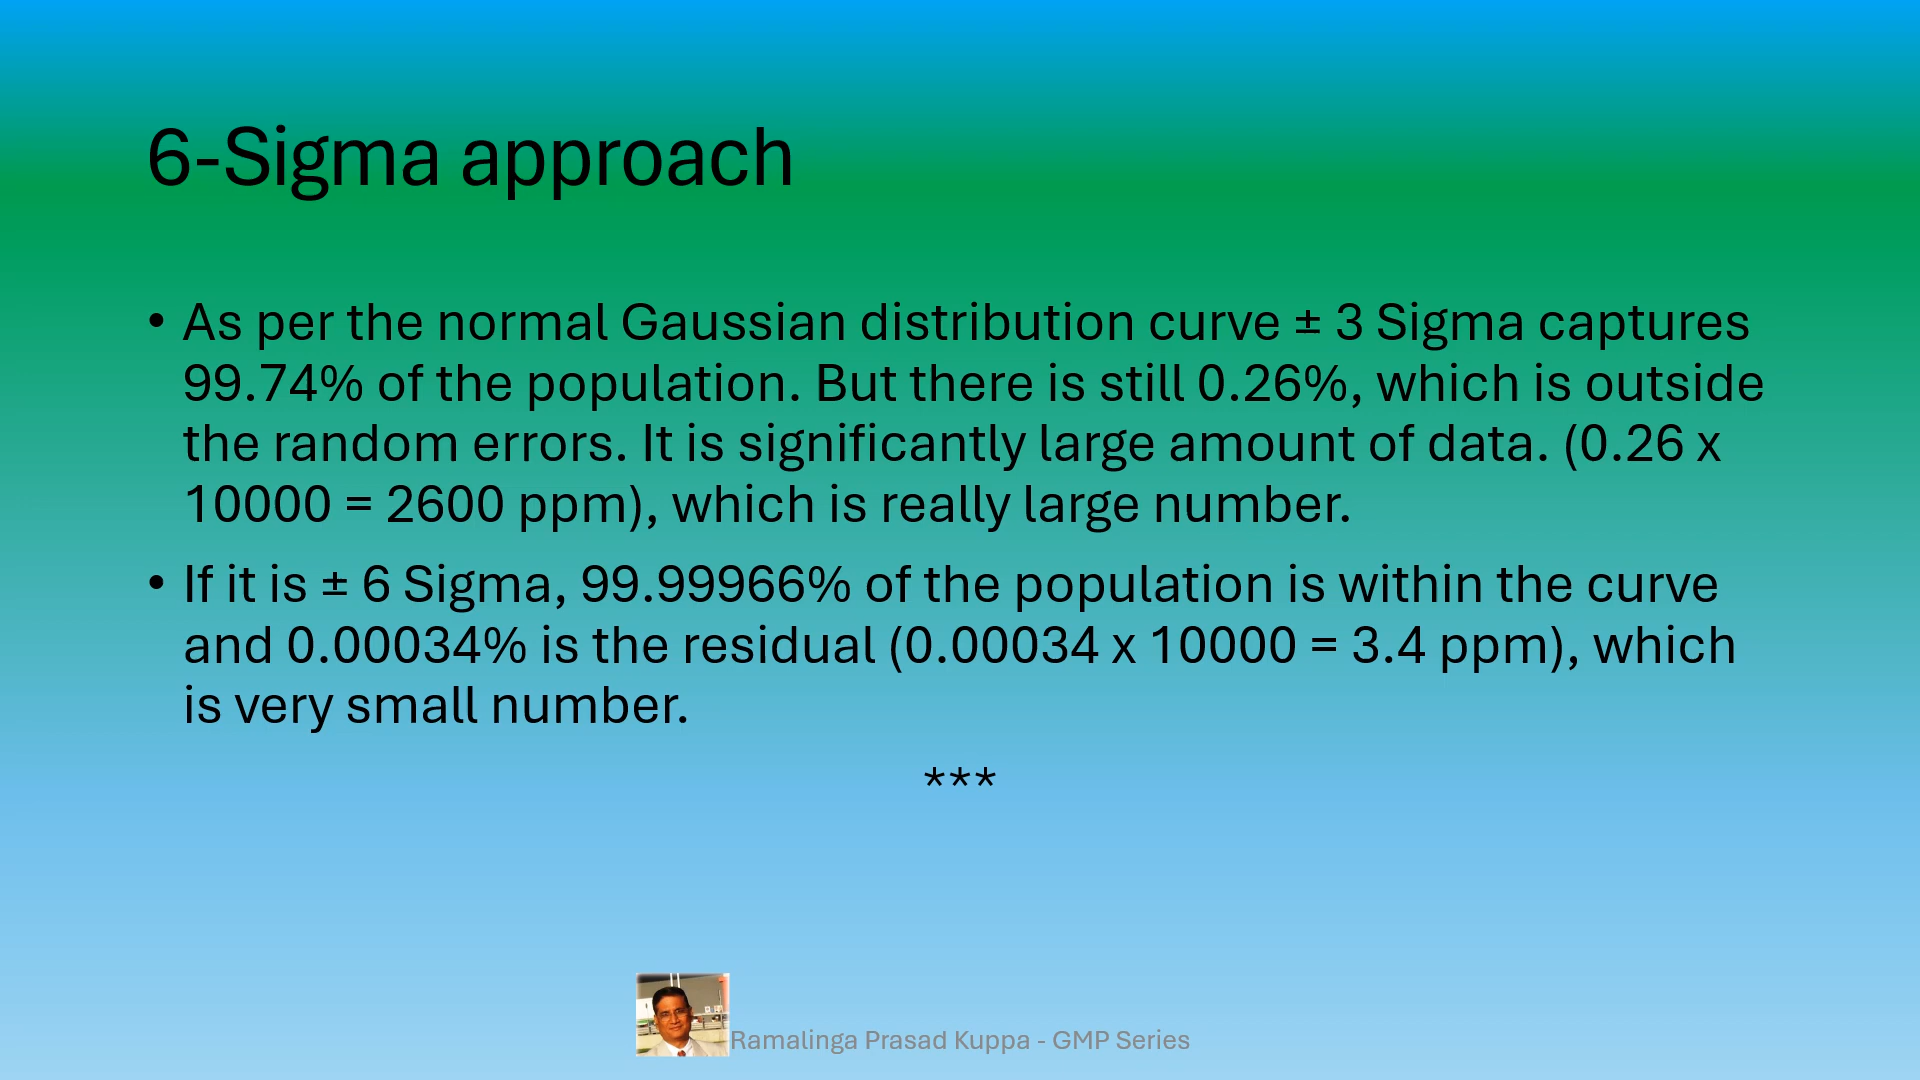 6-Sigma approach
• As per the normal Gaussian distribution curve ± 3 Sigma captures
99.74% of the population. But there is still 0.26%, which is outside
the random errors. It is significantly large amount of data. (0.26 x
10000 = 2600 ppm), which is really large number.
• If it is ± 6 Sigma, 99.99966% of the population is within the curve
and 0.00034% is the residual (0.00034 x 10000 = 3.4 ppm), which
is very small number.
***
Ramalinga Prasad Kuppa - GMP Series